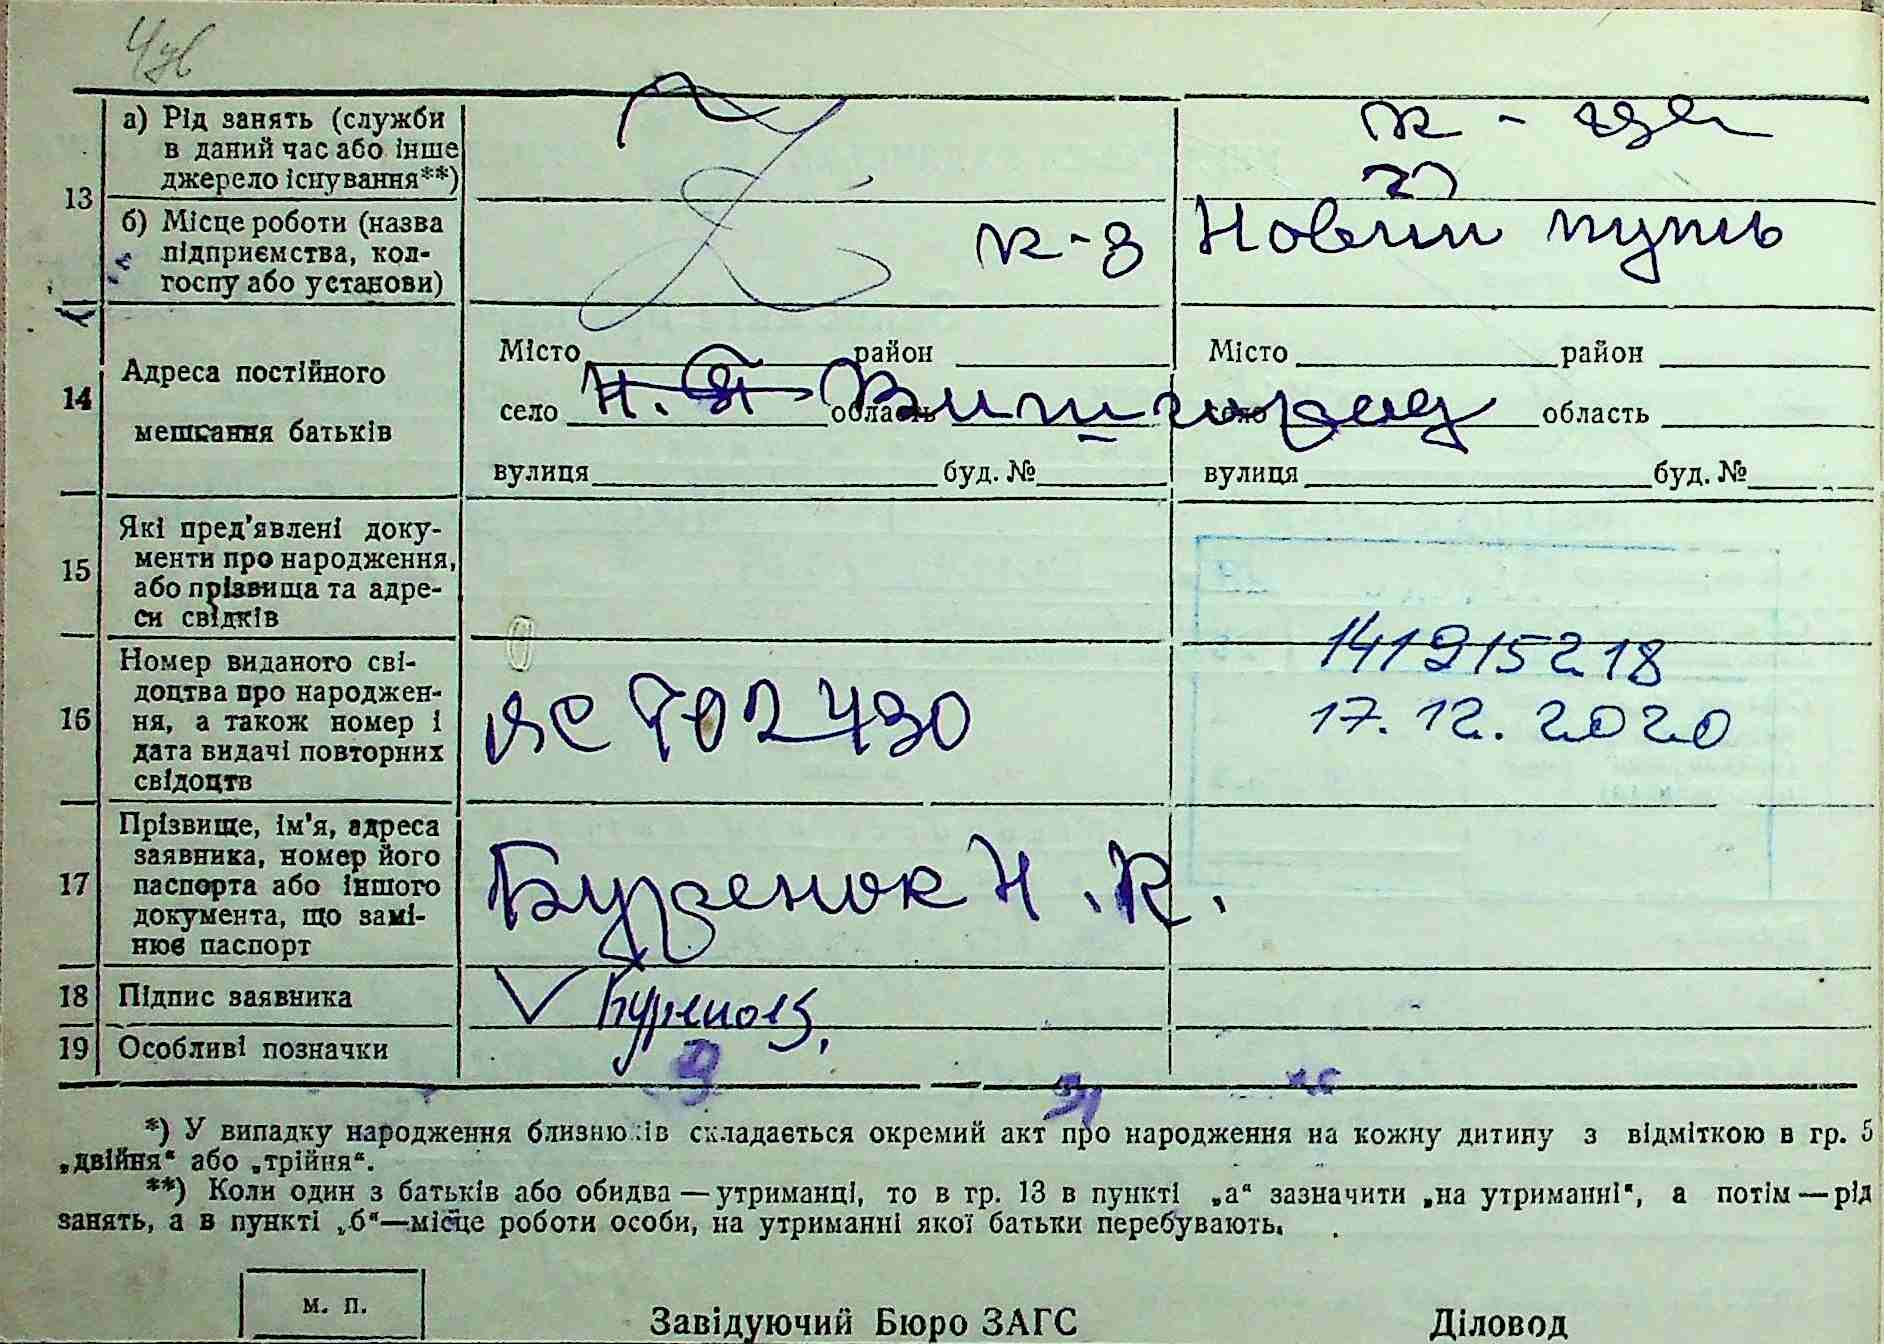 13
а) Рід занять (служби
в даний час або інше
джерело існування**)
к-
б) Місце роботи (назва
підприємства, кол-
госпу або установи)
к-з Новий путь
14
Адреса постійного
мешкання батьків
Місто район
село область
вулиця буд. №
Н. Вишгород
Місто район
село область
вулиця буд. №
15
Які пред'явлені доку-
менти про народження,
або прізвища та адре-
си свідків
16
Номер виданого сві-
доцтва про народжен-
ня, а також номер і
дата видачі повторних
свідоцтв
ЯС 702430
141915218
17.12.2020
17
Прізвище, ім'я, адреса
заявника, номер його
паспорта або іншого
документа, що замі-
нює паспорт
Бурзенюк Н. К.
18
Підпис заявника
19
Особливі позначки
*) У випадку народження близнюків складається окремий акт про народження на кожну дитину з відміткою в гр. 5
„двійня" або „трійня".
**) Коли один з батьків або обидва — утриманці, то в гр. 13 в пункті „а" зазначити „на утриманні", а потім — рід
занять, а в пункті „б"—місце роботи особи, на утриманні якої батьки перебувають.
м. п.
Завідуючий Бюро ЗАГС
Діловод